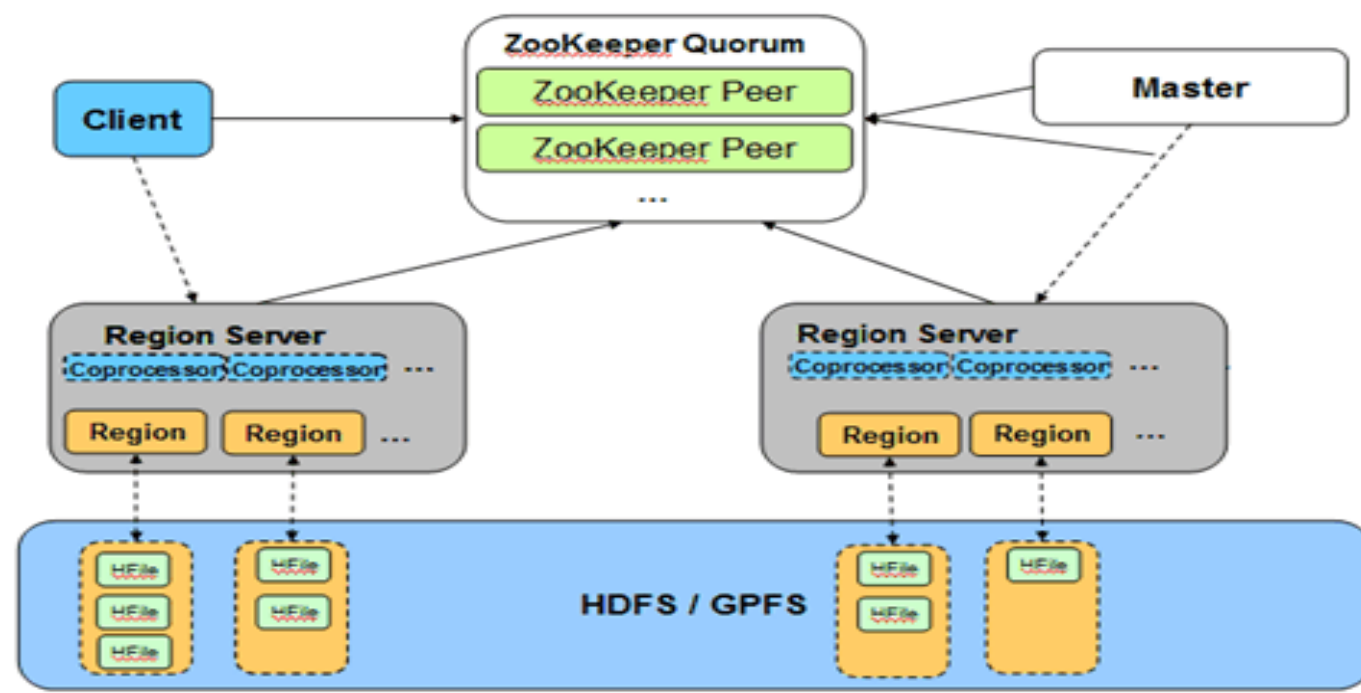 ZooKeeper Quorum
ZooKeeper Peer
ZooKeeper Peer
...
Client
Master
Region Server
Coprocessor Coprocessor ...
Region Region ...
Region Server
Coprocessor Coprocessor ...
Region Region ...
HFile
HFile
HFile
HFile
HFile
HDFS / GPFS
HFile
HFile
HFile